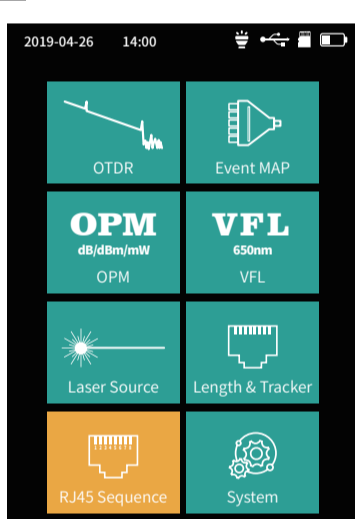 2019-04-26 14:00
OTDR
Event MAP
OPM
dB/dBm/mW
OPM
VFL
650nm
VFL
Laser Source
Length & Tracker
12345678
RJ45 Sequence
System